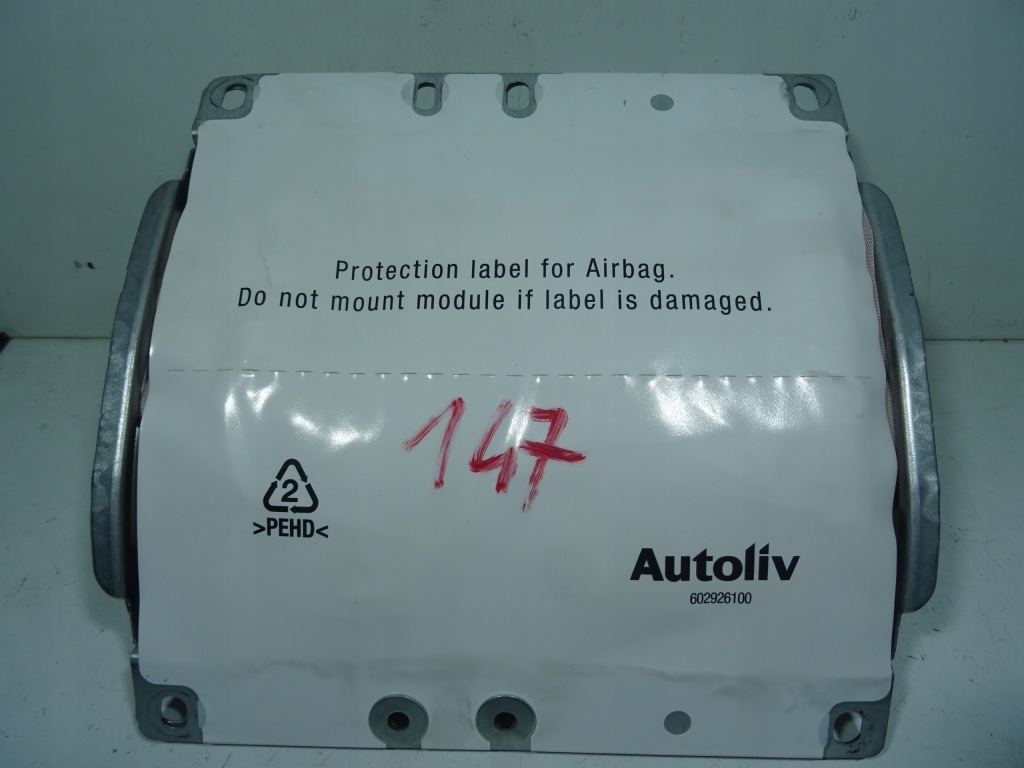 Protection label for Airbag.
Do not mount module if label is damaged.
147
2
>PEHD<
Autoliv
602926100